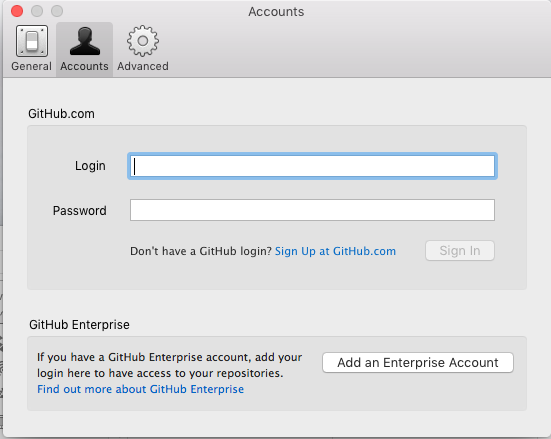 Accounts
General Accounts Advanced
GitHub.com
Login
Password
Don't have a GitHub login? Sign Up at GitHub.com Sign In
GitHub Enterprise
If you have a GitHub Enterprise account, add your
login here to have access to your repositories.
Find out more about GitHub Enterprise
Add an Enterprise Account